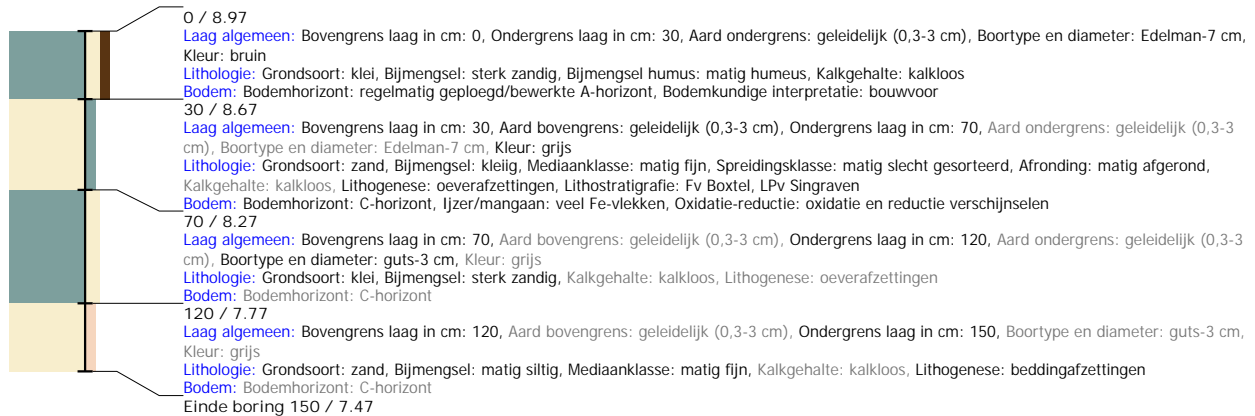 0 / 8.97
Laag algemeen: Bovengrens laag in cm: 0, Ondergrens laag in cm: 30, Aard ondergrens: geleidelijk (0,3-3 cm), Boortype en diameter: Edelman-7 cm,
Kleur: bruin
Lithologie: Grondsoort: klei, Bijmengsel: sterk zandig, Bijmengsel humus: matig humeus, Kalkgehalte: kalkloos
Bodem: Bodemhorizont: regelmatig geploegd/bewerkte A-horizont, Bodemkundige interpretatie: bouwvoor
30 / 8.67
Laag algemeen: Bovengrens laag in cm: 30, Aard bovengrens: geleidelijk (0,3-3 cm), Ondergrens laag in cm: 70, Aard ondergrens: geleidelijk (0,3-3
cm), Boortype en diameter: Edelman-7 cm, Kleur: grijs
Lithologie: Grondsoort: zand, Bijmengsel: kleiig, Mediaanklasse: matig fijn, Spreidingsklasse: matig slecht gesorteerd, Afronding: matig afgerond,
Kalkgehalte: kalkloos, Lithogenese: oeverafzettingen, Lithostratigrafie: Fv Boxtel, LPv Singraven
Bodem: Bodemhorizont: C-horizont, Ijzer/mangaan: veel Fe-vlekken, Oxidatie-reductie: oxidatie en reductie verschijnselen
70 / 8.27
Laag algemeen: Bovengrens laag in cm: 70, Aard bovengrens: geleidelijk (0,3-3 cm), Ondergrens laag in cm: 120, Aard ondergrens: geleidelijk (0,3-3
cm), Boortype en diameter: guts-3 cm, Kleur: grijs
Lithologie: Grondsoort: klei, Bijmengsel: sterk zandig, Kalkgehalte: kalkloos, Lithogenese: oeverafzettingen
Bodem: Bodemhorizont: C-horizont
120 / 7.77
Laag algemeen: Bovengrens laag in cm: 120, Aard bovengrens: geleidelijk (0,3-3 cm), Ondergrens laag in cm: 150, Boortype en diameter: guts-3 cm,
Kleur: grijs
Lithologie: Grondsoort: zand, Bijmengsel: matig siltig, Mediaanklasse: matig fijn, Kalkgehalte: kalkloos, Lithogenese: beddingafzettingen
Bodem: Bodemhorizont: C-horizont
Einde boring 150 / 7.47